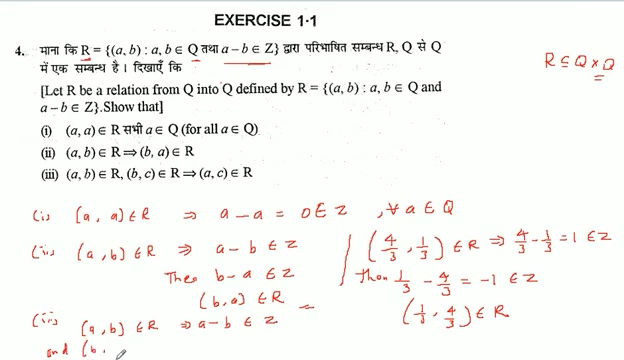 EXERCISE 1·1
4. माना कि R = {(a, b) : a, b ∈ Q तथा a – b ∈ Z} द्वारा परिभाषित सम्बन्ध R, Q से Q
में एक सम्बन्ध है। दिखाएँ कि
R ⊆ Q × Q
[Let R be a relation from Q into Q defined by R = {(a, b) : a, b ∈ Q and
a – b ∈ Z}.Show that]
(i) (a, a) ∈ R सभी a ∈ Q (for all a ∈ Q)
(ii) (a, b) ∈ R ⇒ (b, a) ∈ R
(iii) (a, b) ∈ R, (b, c) ∈ R ⇒ (a, c) ∈ R
(i) (a, a) ∈ R ⇒ a – a = 0 ∈ Z , ∀ a ∈ Q
(ii) (a, b) ∈ R ⇒ a – b ∈ Z
Then b – a ∈ Z
(b, a) ∈ R
(4/3, 1/3) ∈ R ⇒ 4/3 – 1/3 = 1 ∈ Z
then 1/3 – 4/3 = –1 ∈ Z
(1/3, 4/3) ∈ R
(iii) (a, b) ∈ R ⇒ a – b ∈ Z
and (b,